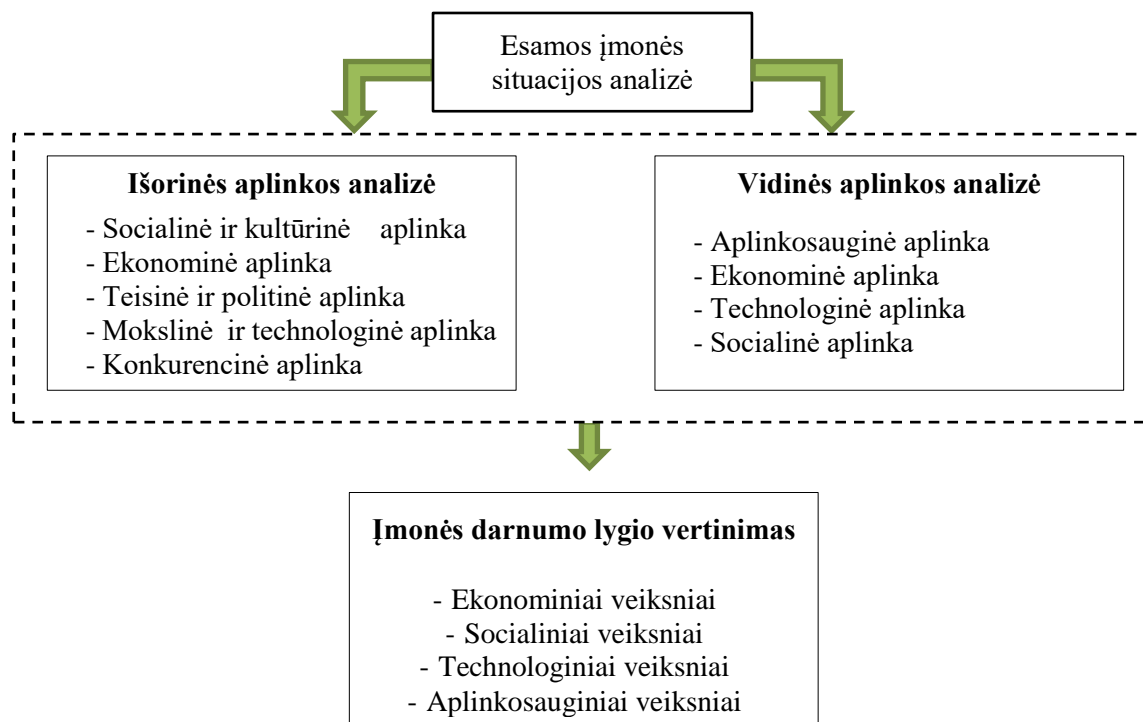 Esamos įmonės
situacijos analizė
Išorinės aplinkos analizė
- Socialinė ir kultūrinė aplinka
- Ekonominė aplinka
- Teisinė ir politinė aplinka
- Mokslinė ir technologinė aplinka
- Konkurencinė aplinka
Vidinės aplinkos analizė
- Aplinkosauginė aplinka
- Ekonominė aplinka
- Technologinė aplinka
- Socialinė aplinka
Įmonės darnumo lygio vertinimas
- Ekonominiai veiksniai
- Socialiniai veiksniai
- Technologiniai veiksniai
- Aplinkosauginiai veiksniai